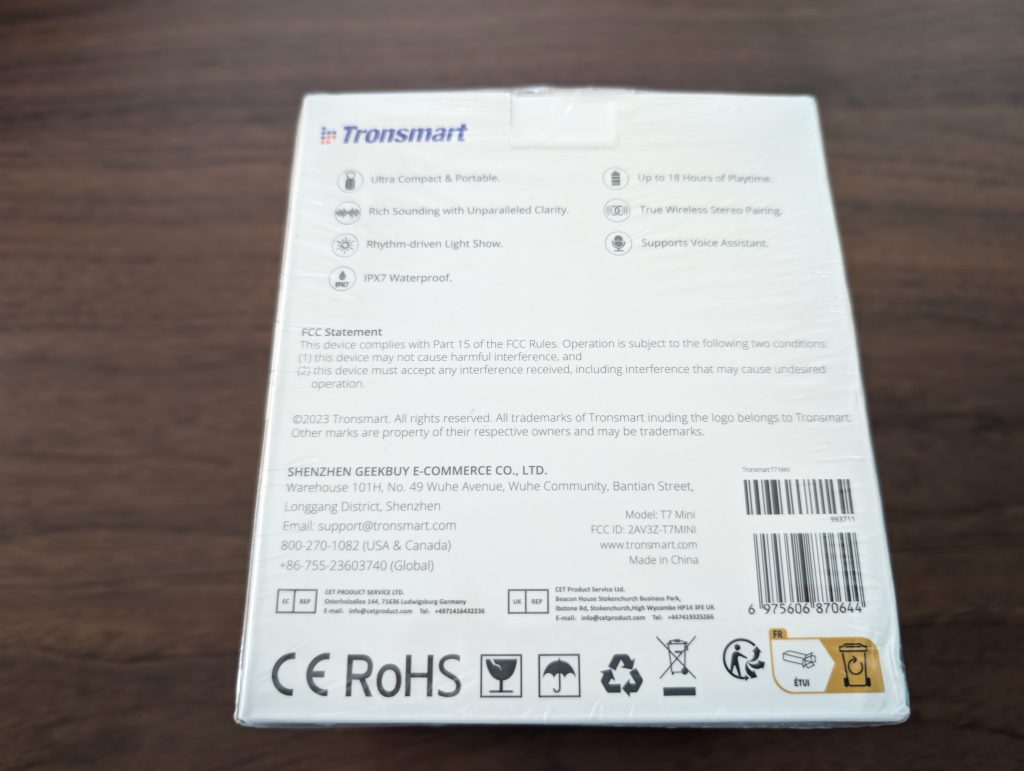 Tronsmart
Ultra Compact & Portable.
Up to 18 Hours of Playtime.
Rich Sounding with Unparalleled Clarity.
True Wireless Stereo Pairing.
Rhythm-driven Light Show.
Supports Voice Assistant.
IPX7
IPX7 Waterproof.
FCC Statement
This device complies with Part 15 of the FCC Rules. Operation is subject to the following two conditions:
(1) this device may not cause harmful interference, and
(2) this device must accept any interference received, including interference that may cause undesired
operation.
©2023 Tronsmart. All rights reserved. All trademarks of Tronsmart inuding the logo belongs to Tronsmart.
Other marks are property of their respective owners and may be trademarks.
SHENZHEN GEEKBUY E-COMMERCE CO., LTD.
Warehouse 101H, No. 49 Wuhe Avenue, Wuhe Community, Bantian Street,
Longgang District, Shenzhen
Email: support@tronsmart.com
800-270-1082 (USA & Canada)
+86-755-23603740 (Global)
Model: T7 Mini
FCC ID: 2AV3Z-T7MINI
www.tronsmart.com
Made in China
Tronsmart T7 Mini
993711
6 975606 870644
EC REP
CET PRODUCT SERVICE LTD.
Osterholzallee 144, 71636 Ludwigsburg Germany
E-mail: info@cetproduct.com Tel: +4971416432236
UK REP
CET Product Service Ltd.
Beacon House Stokenchurch Business Park,
Ibstone Rd, Stokenchurch,High Wycombe HP14 3FE UK
E-mail: info@cetproduct.com Tel: +447419325266
CE RoHS
FR
ÉTUI